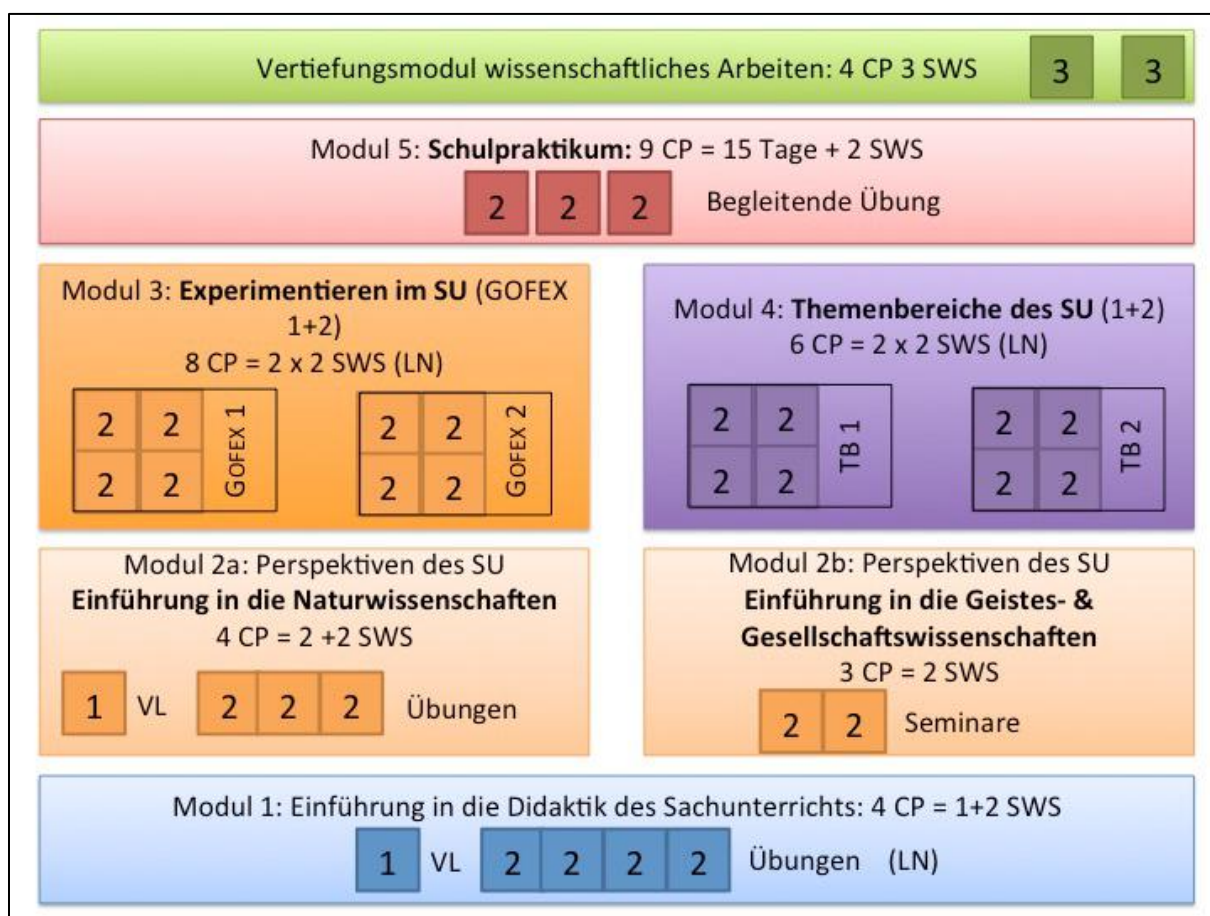 Vertiefungsmodul wissenschaftliches Arbeiten: 4 CP 3 SWS 3 3
Modul 5: Schulpraktikum: 9 CP = 15 Tage + 2 SWS
2 2 2 Begleitende Übung
Modul 3: Experimentieren im SU (GOFEX
1+2)
8 CP = 2 x 2 SWS (LN)
2 2
2 2
GOFEX 1
2 2
2 2
GOFEX 2
Modul 4: Themenbereiche des SU (1+2)
6 CP = 2 x 2 SWS (LN)
2 2
2 2
TB 1
2 2
2 2
TB 2
Modul 2a: Perspektiven des SU
Einführung in die Naturwissenschaften
4 CP = 2 +2 SWS
1 VL 2 2 2 Übungen
Modul 2b: Perspektiven des SU
Einführung in die Geistes- &
Gesellschaftswissenschaften
3 CP = 2 SWS
2 2 Seminare
Modul 1: Einführung in die Didaktik des Sachunterrichts: 4 CP = 1+2 SWS
1 VL 2 2 2 2 Übungen (LN)